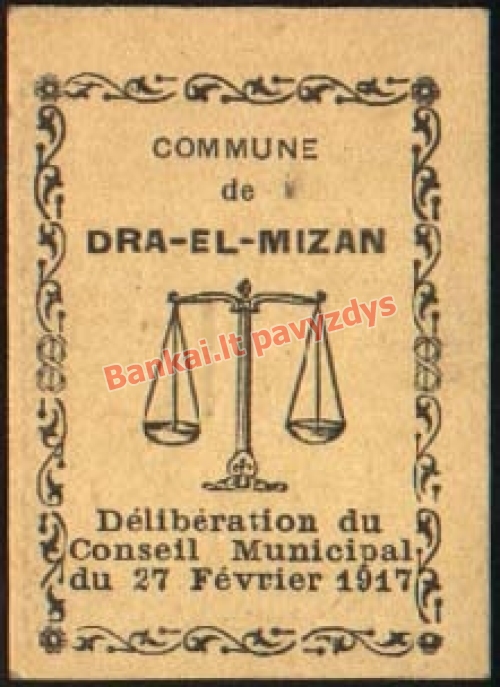 COMMUNE
de
DRA-EL-MIZAN
Bankai.lt pavyzdys
Délibération du
Conseil Municipal
du 27 Février 1917